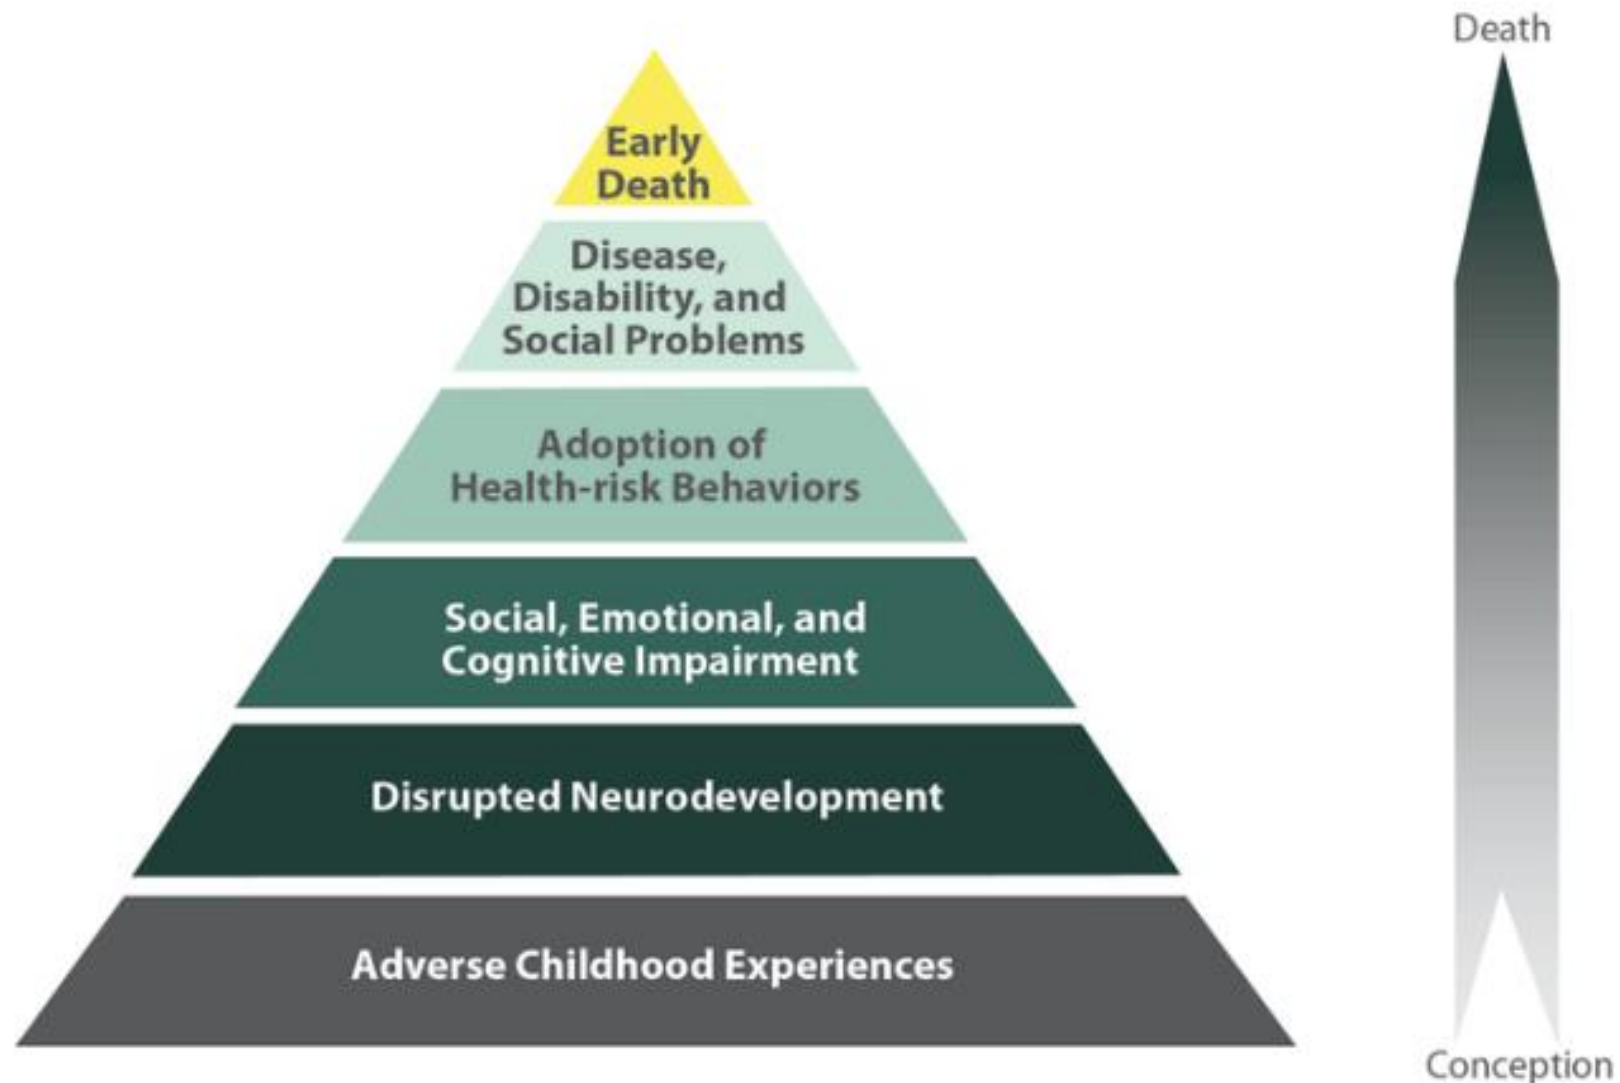 Death
Early
Death
Disease,
Disability, and
Social Problems
Adoption of
Health-risk Behaviors
Social, Emotional, and
Cognitive Impairment
Disrupted Neurodevelopment
Adverse Childhood Experiences
Conception